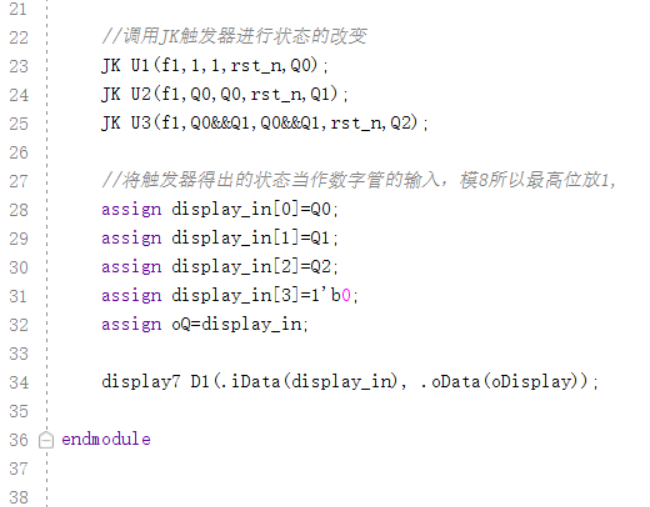 21
22 //调用JK触发器进行状态的改变
23 JK U1(f1,1,1,rst_n,Q0);
24 JK U2(f1,Q0,Q0,rst_n,Q1);
25 JK U3(f1,Q0&&Q1,Q0&&Q1,rst_n,Q2);
26
27 //将触发器得出的状态当作数字管的输入，模8所以最高位放1,
28 assign display_in[0]=Q0;
29 assign display_in[1]=Q1;
30 assign display_in[2]=Q2;
31 assign display_in[3]=1'b0;
32 assign oQ=display_in;
33
34 display7 D1(.iData(display_in), .oData(oDisplay));
35
36 endmodule
37
38